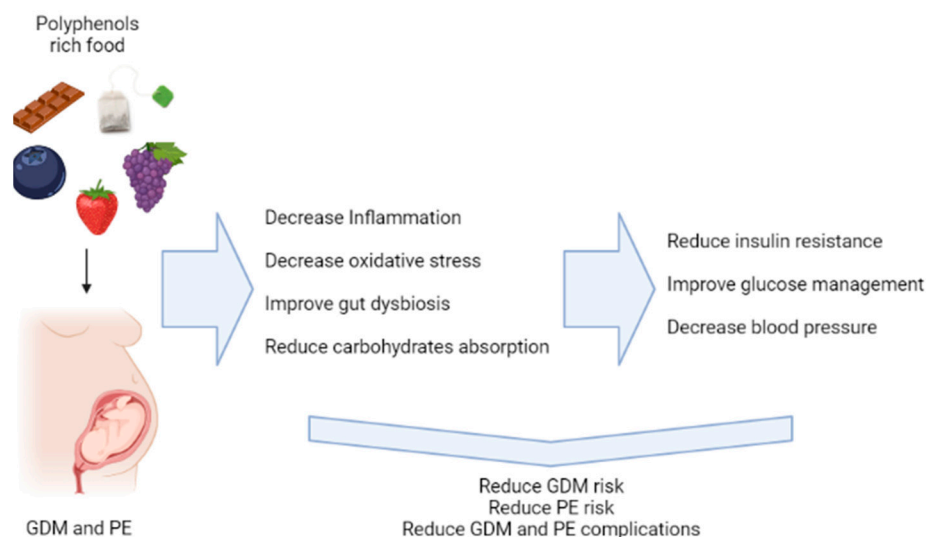 Polyphenols
rich food
Decrease Inflammation
Decrease oxidative stress
Improve gut dysbiosis
Reduce carbohydrates absorption
Reduce insulin resistance
Improve glucose management
Decrease blood pressure
GDM and PE
Reduce GDM risk
Reduce PE risk
Reduce GDM and PE complications